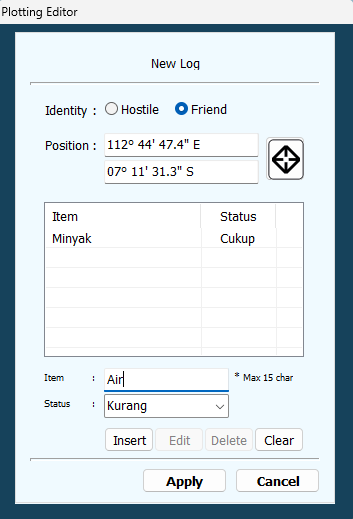 Plotting Editor
New Log
Identity : Hostile Friend
Position : 112° 44' 47.4" E
07° 11' 31.3" S
Item Status
Minyak Cukup
Item : Air * Max 15 char
Status : Kurang
Insert Edit Delete Clear
Apply Cancel